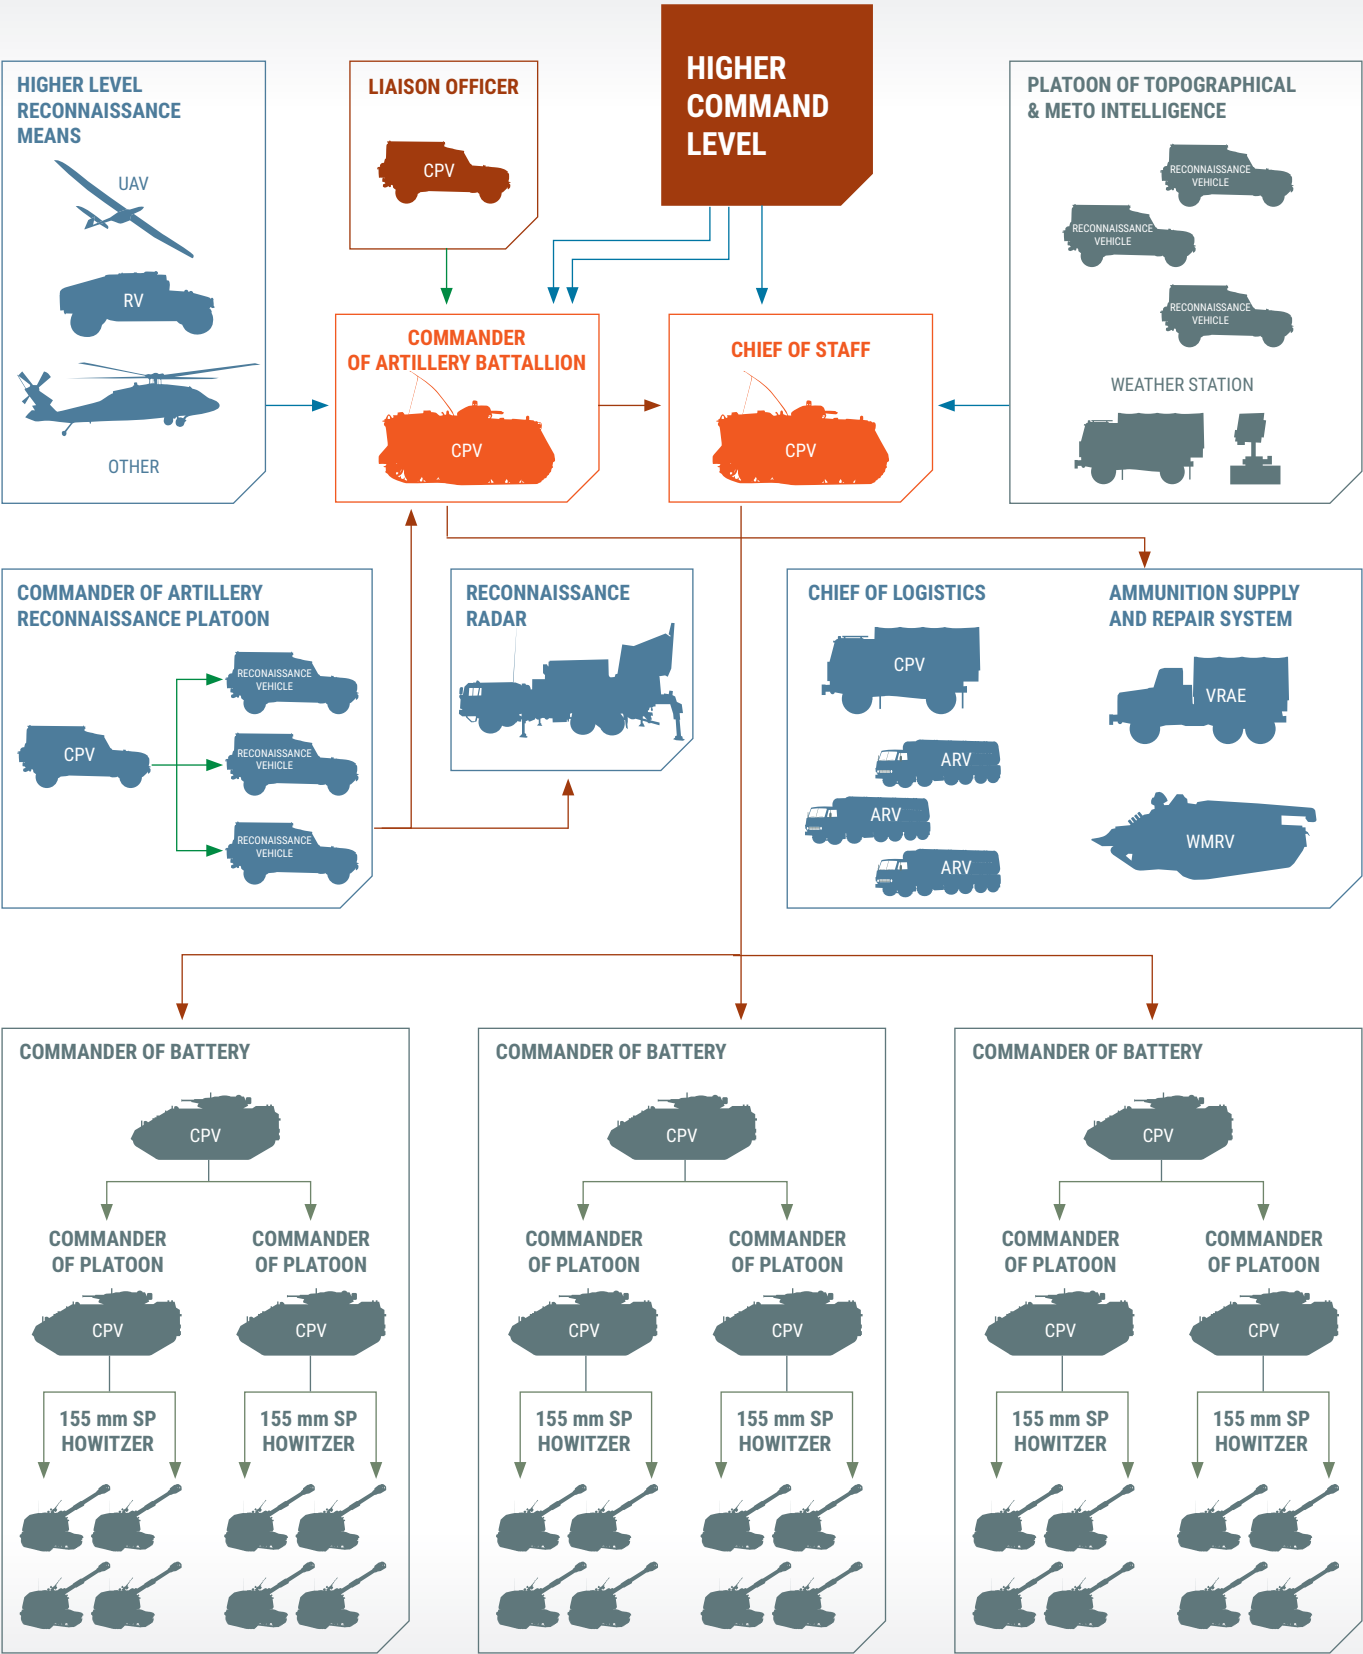 HIGHER LEVEL
RECONNAISSANCE
MEANS
UAV
RV
OTHER
LIAISON OFFICER
CPV
HIGHER
COMMAND
LEVEL
PLATOON OF TOPOGRAPHICAL
& METO INTELLIGENCE
RECONNAISSANCE
VEHICLE
RECONNAISSANCE
VEHICLE
RECONNAISSANCE
VEHICLE
WEATHER STATION
COMMANDER
OF ARTILLERY BATTALLION
CPV
CHIEF OF STAFF
CPV
COMMANDER OF ARTILLERY
RECONNAISSANCE PLATOON
CPV
RECONAISSANCE
VEHICLE
RECONAISSANCE
VEHICLE
RECONAISSANCE
VEHICLE
RECONNAISSANCE
RADAR
CHIEF OF LOGISTICS
CPV
ARV
ARV
ARV
AMMUNITION SUPPLY
AND REPAIR SYSTEM
VRAE
WMRV
COMMANDER OF BATTERY
CPV
COMMANDER
OF PLATOON
CPV
155 mm SP
HOWITZER
COMMANDER
OF PLATOON
CPV
155 mm SP
HOWITZER
COMMANDER OF BATTERY
CPV
COMMANDER
OF PLATOON
CPV
155 mm SP
HOWITZER
COMMANDER
OF PLATOON
CPV
155 mm SP
HOWITZER
COMMANDER OF BATTERY
CPV
COMMANDER
OF PLATOON
CPV
155 mm SP
HOWITZER
COMMANDER
OF PLATOON
CPV
155 mm SP
HOWITZER